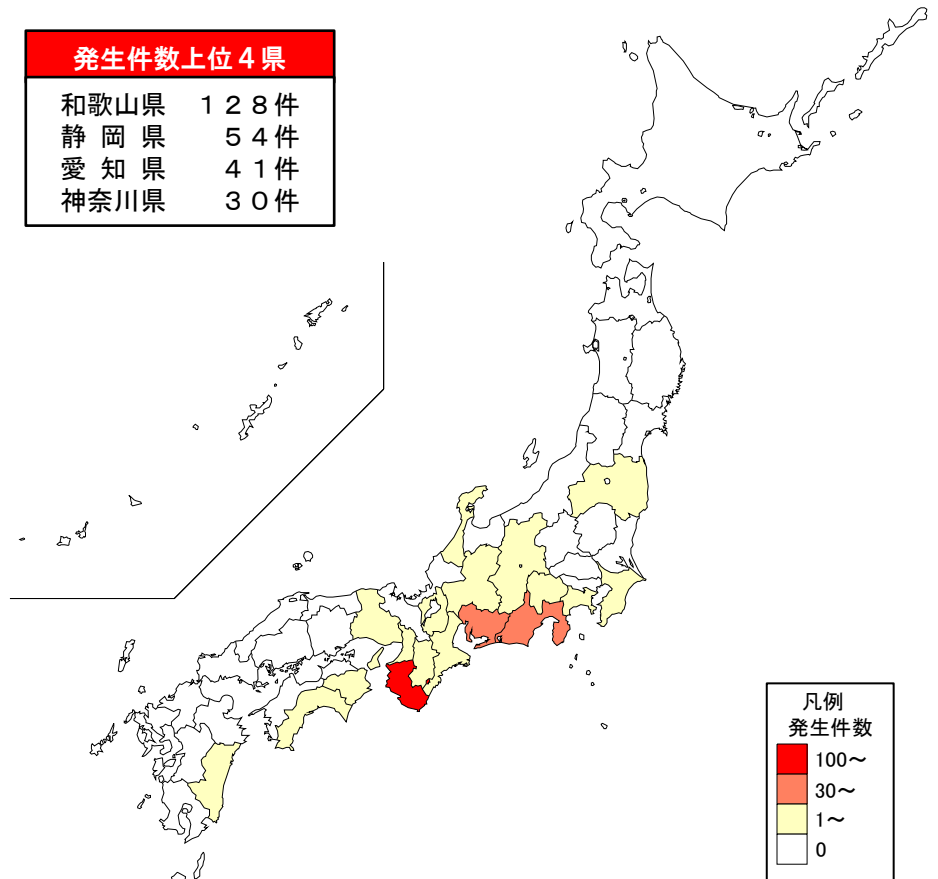 発生件数上位4県
和歌山県 128件
静岡県 54件
愛知県 41件
神奈川県 30件
凡例
発生件数
100～
30～
1～
0